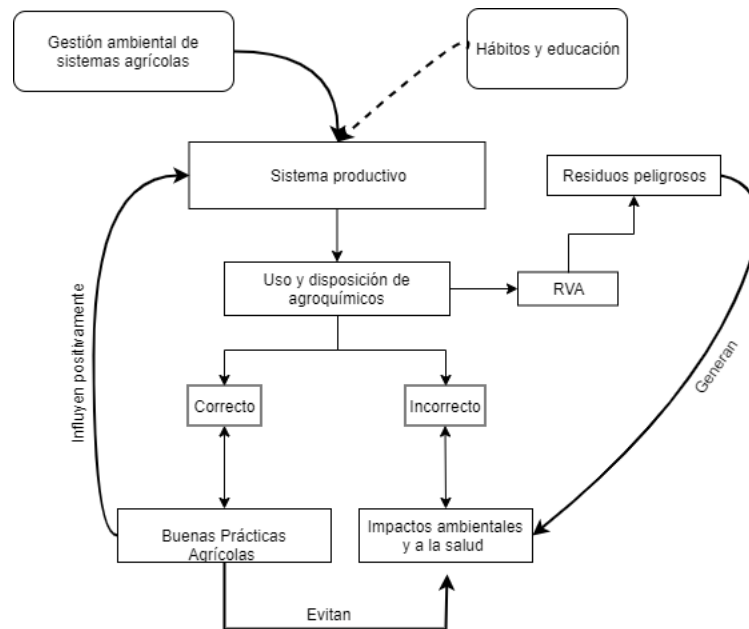 Gestión ambiental de
sistemas agrícolas
Hábitos y educación
Sistema productivo
Residuos peligrosos
Uso y disposición de
agroquímicos
RVA
Influyen positivamente
Generan
Correcto
Incorrecto
Buenas Prácticas
Agrícolas
Impactos ambientales
y a la salud
Evitan